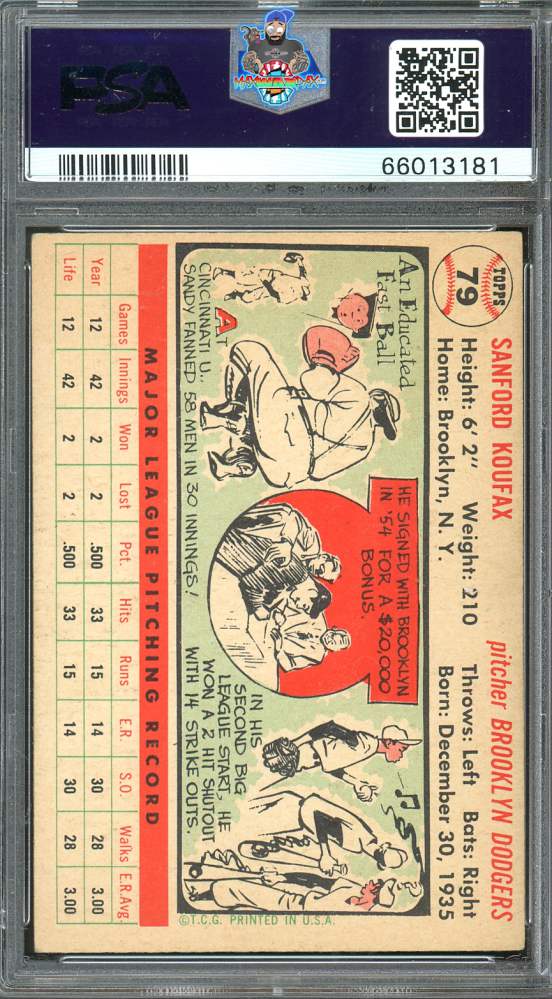 PSA
66013181
TOPPS
79
SANFORD KOUFAX
pitcher BROOKLYN DODGERS
Height: 6' 2" Weight: 210 Throws: Left Bats: Right
Home: Brooklyn, N. Y. Born: December 30, 1935
An Educated
Fast Ball
AT
CINCINNATI U.,
SANDY FANNED 58 MEN IN 30 INNINGS!
HE SIGNED WITH BROOKLYN
IN '54 FOR A $20,000
BONUS.
IN HIS
SECOND BIG
LEAGUE START, HE
WON A 2 HIT SHUTOUT
WITH 14 STRIKE OUTS.
©T.C.G. PRINTED IN U.S.A.
MAJOR LEAGUE PITCHING RECORD
Games Innings Won Lost Pct. Hits Runs E.R. S.O. Walks E.R.Avg.
Year 12 42 2 2 .500 33 15 14 30 28 3.00
Life 12 42 2 2 .500 33 15 14 30 28 3.00